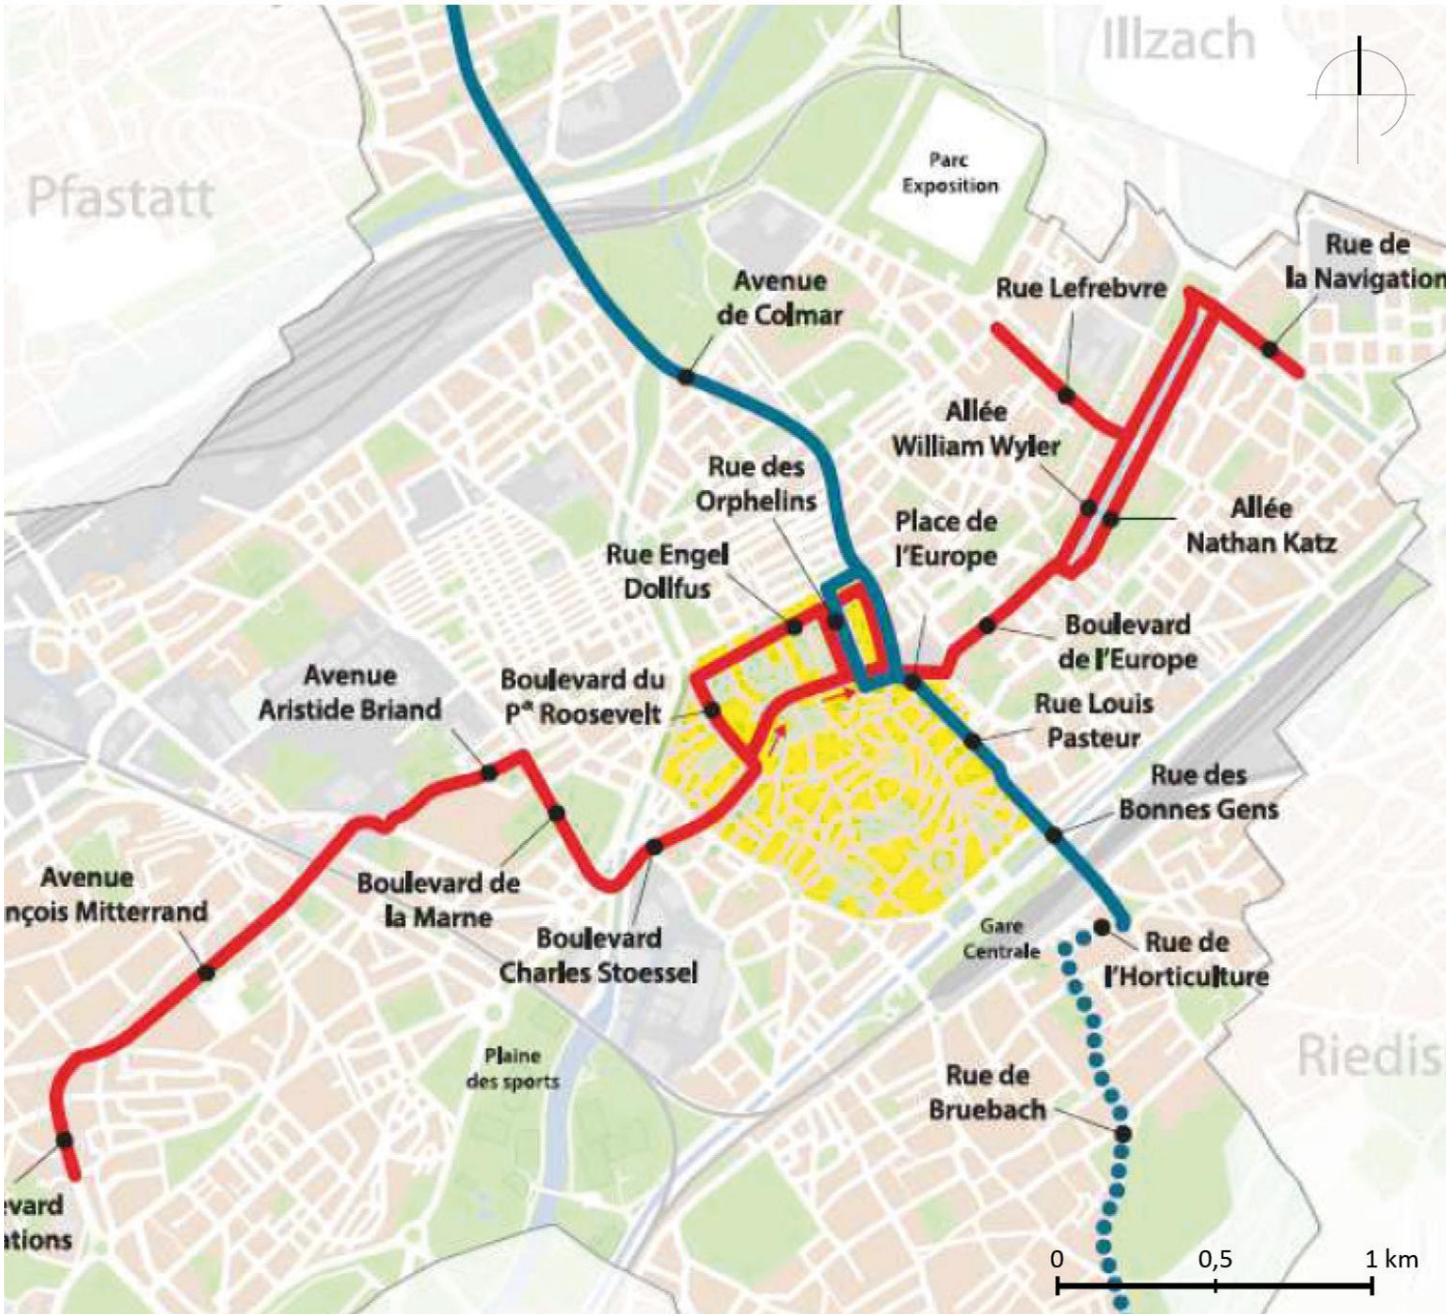 Illzach
Pfastatt
Parc
Exposition
Rue de
la Navigation
Rue Lefrebvre
Avenue
de Colmar
Allée
William Wyler
Rue des
Orphelins
Place de
l'Europe
Allée
Nathan Katz
Rue Engel
Dollfus
Boulevard
de l'Europe
Avenue
Aristide Briand
Boulevard du
Pᵗ Roosevelt
Rue Louis
Pasteur
Rue des
Bonnes Gens
Avenue
nçois Mitterrand
Boulevard de
la Marne
Boulevard
Charles Stoessel
Gare
Centrale
Rue de
l'Horticulture
Plaine
des sports
Riedis
Rue de
Bruebach
evard
ations
0 0,5 1 km